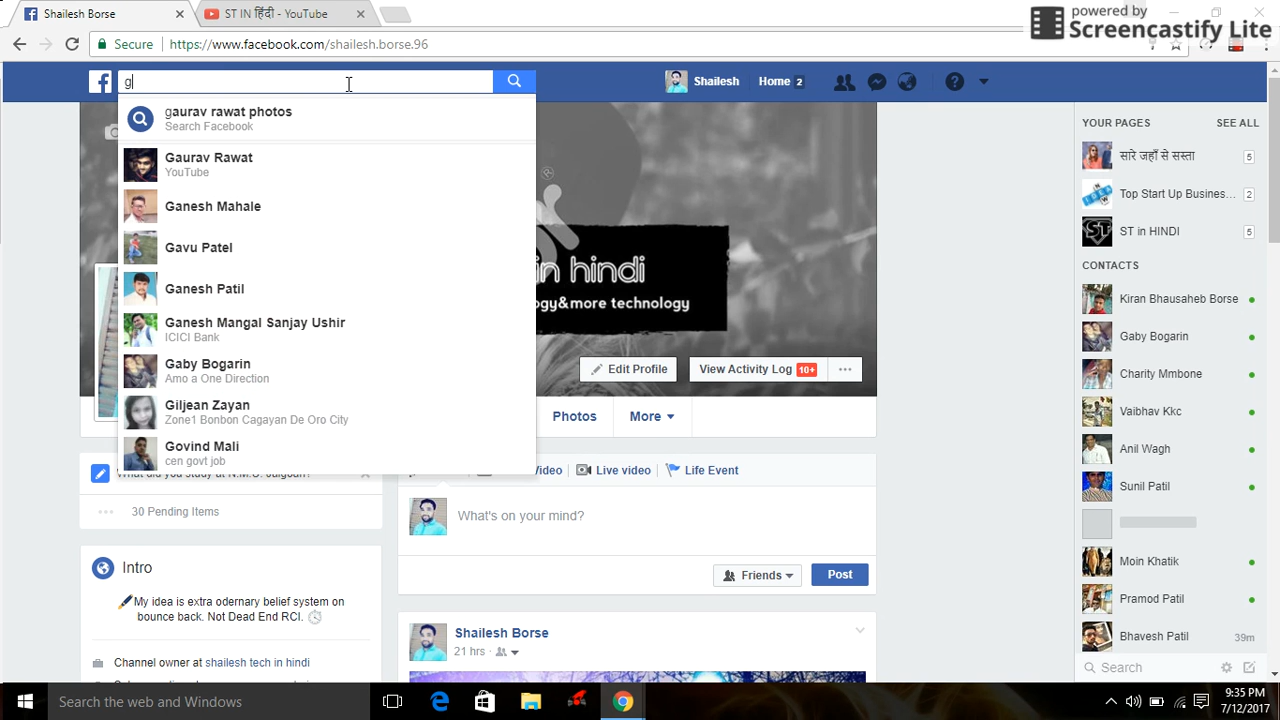 Shailesh Borse
ST IN हिंदी - YouTube
powered by
Screencastify Lite
Secure
https://www.facebook.com/shailesh.borse.96
g
Shailesh
Home 2
gaurav rawat photos
Search Facebook
Gaurav Rawat
YouTube
Ganesh Mahale
Gavu Patel
Ganesh Patil
Ganesh Mangal Sanjay Ushir
ICICI Bank
Gaby Bogarin
Amo a One Direction
Giljean Zayan
Zone1 Bonbon Cagayan De Oro City
Govind Mali
cen govt job
in hindi
ogy&more technology
Edit Profile
View Activity Log 10+
Photos
More
Video
Live video
Life Event
30 Pending Items
What's on your mind?
Friends
Post
Intro
My idea is extra odernary belief system on
bounce back. Not Dead End RCI.
Channel owner at shailesh tech in hindi
Shailesh Borse
21 hrs
YOUR PAGES
SEE ALL
सारे जहाँ से सस्ता
5
Top Start Up Busines...
2
ST
ST in HINDI
5
CONTACTS
Kiran Bhausaheb Borse
Gaby Bogarin
Charity Mmbone
Vaibhav Kkc
Anil Wagh
Sunil Patil
Moin Khatik
Pramod Patil
Bhavesh Patil
39m
Search
Search the web and Windows
9:35 PM
7/12/2017